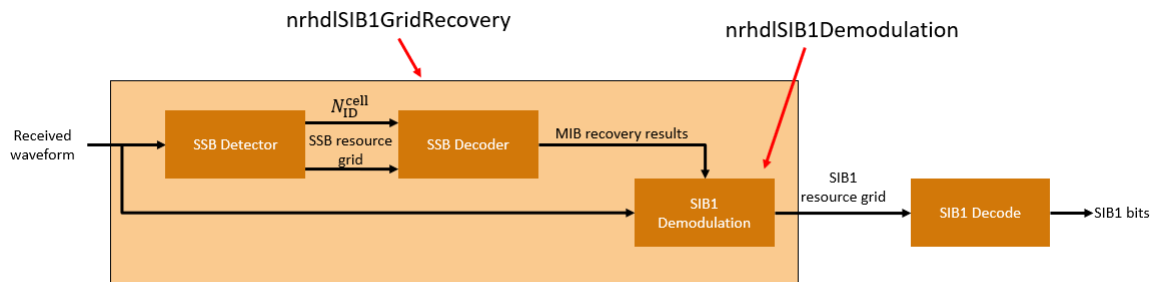 nrhdlSIB1GridRecovery
nrhdlSIB1Demodulation
Received
waveform
SSB Detector
N_ID^cell
SSB resource
grid
SSB Decoder
MIB recovery results
SIB1
Demodulation
SIB1
resource grid
SIB1 Decode
SIB1 bits